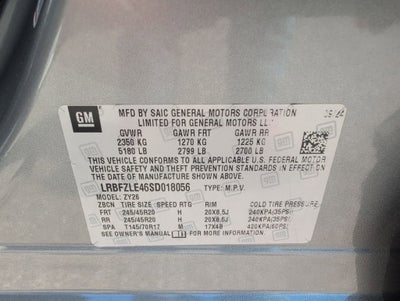 GM
MFD BY SAIC GENERAL MOTORS CORPORATION 09/24
LIMITED FOR GENERAL MOTORS LLC
GVWR GAWR FRT GAWR RR
2350 KG 1270 KG 1225 KG
5180 LB 2799 LB 2700 LB
THIS VEHICLE CONFORMS TO ALL APPLICABLE U.S. FEDERAL MOTOR
VEHICLE SAFETY AND THEFT PREVENTION STANDARDS IN EFFECT ON
THE DATE OF MANUFACTURE SHOWN ABOVE.
LRBFZLE46SD018056 TYPE: M.P.V.
MODEL: ZY26
ZBCN TIRE SIZE SPEED RTG RIM COLD TIRE PRESSURE
FRT 245/45R20 H 20X8.5J 240KPA(35PSI)
RR 245/45R20 H 20X8.5J 240KPA(35PSI)
SPA T145/70R17 M 17X4B 420KPA(60PSI)
SEE OWNER'S MANUAL FOR MORE INFORMATION.